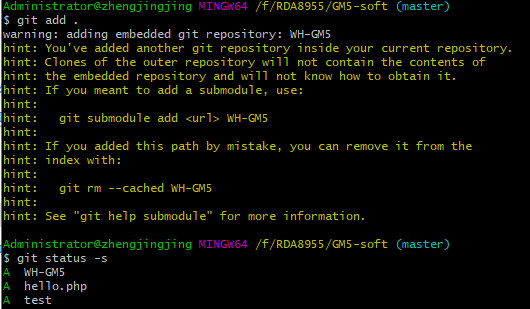 Administrator@zhengjingjing MINGW64 /f/RDA8955/GM5-soft (master)
$ git add .
warning: adding embedded git repository: WH-GM5
hint: You've added another git repository inside your current repository.
hint: Clones of the outer repository will not contain the contents of
hint: the embedded repository and will not know how to obtain it.
hint: If you meant to add a submodule, use:
hint:
hint:   git submodule add <url> WH-GM5
hint:
hint: If you added this path by mistake, you can remove it from the
hint: index with:
hint:
hint:   git rm --cached WH-GM5
hint:
hint: See "git help submodule" for more information.
Administrator@zhengjingjing MINGW64 /f/RDA8955/GM5-soft (master)
$ git status -s
A  WH-GM5
A  hello.php
A  test